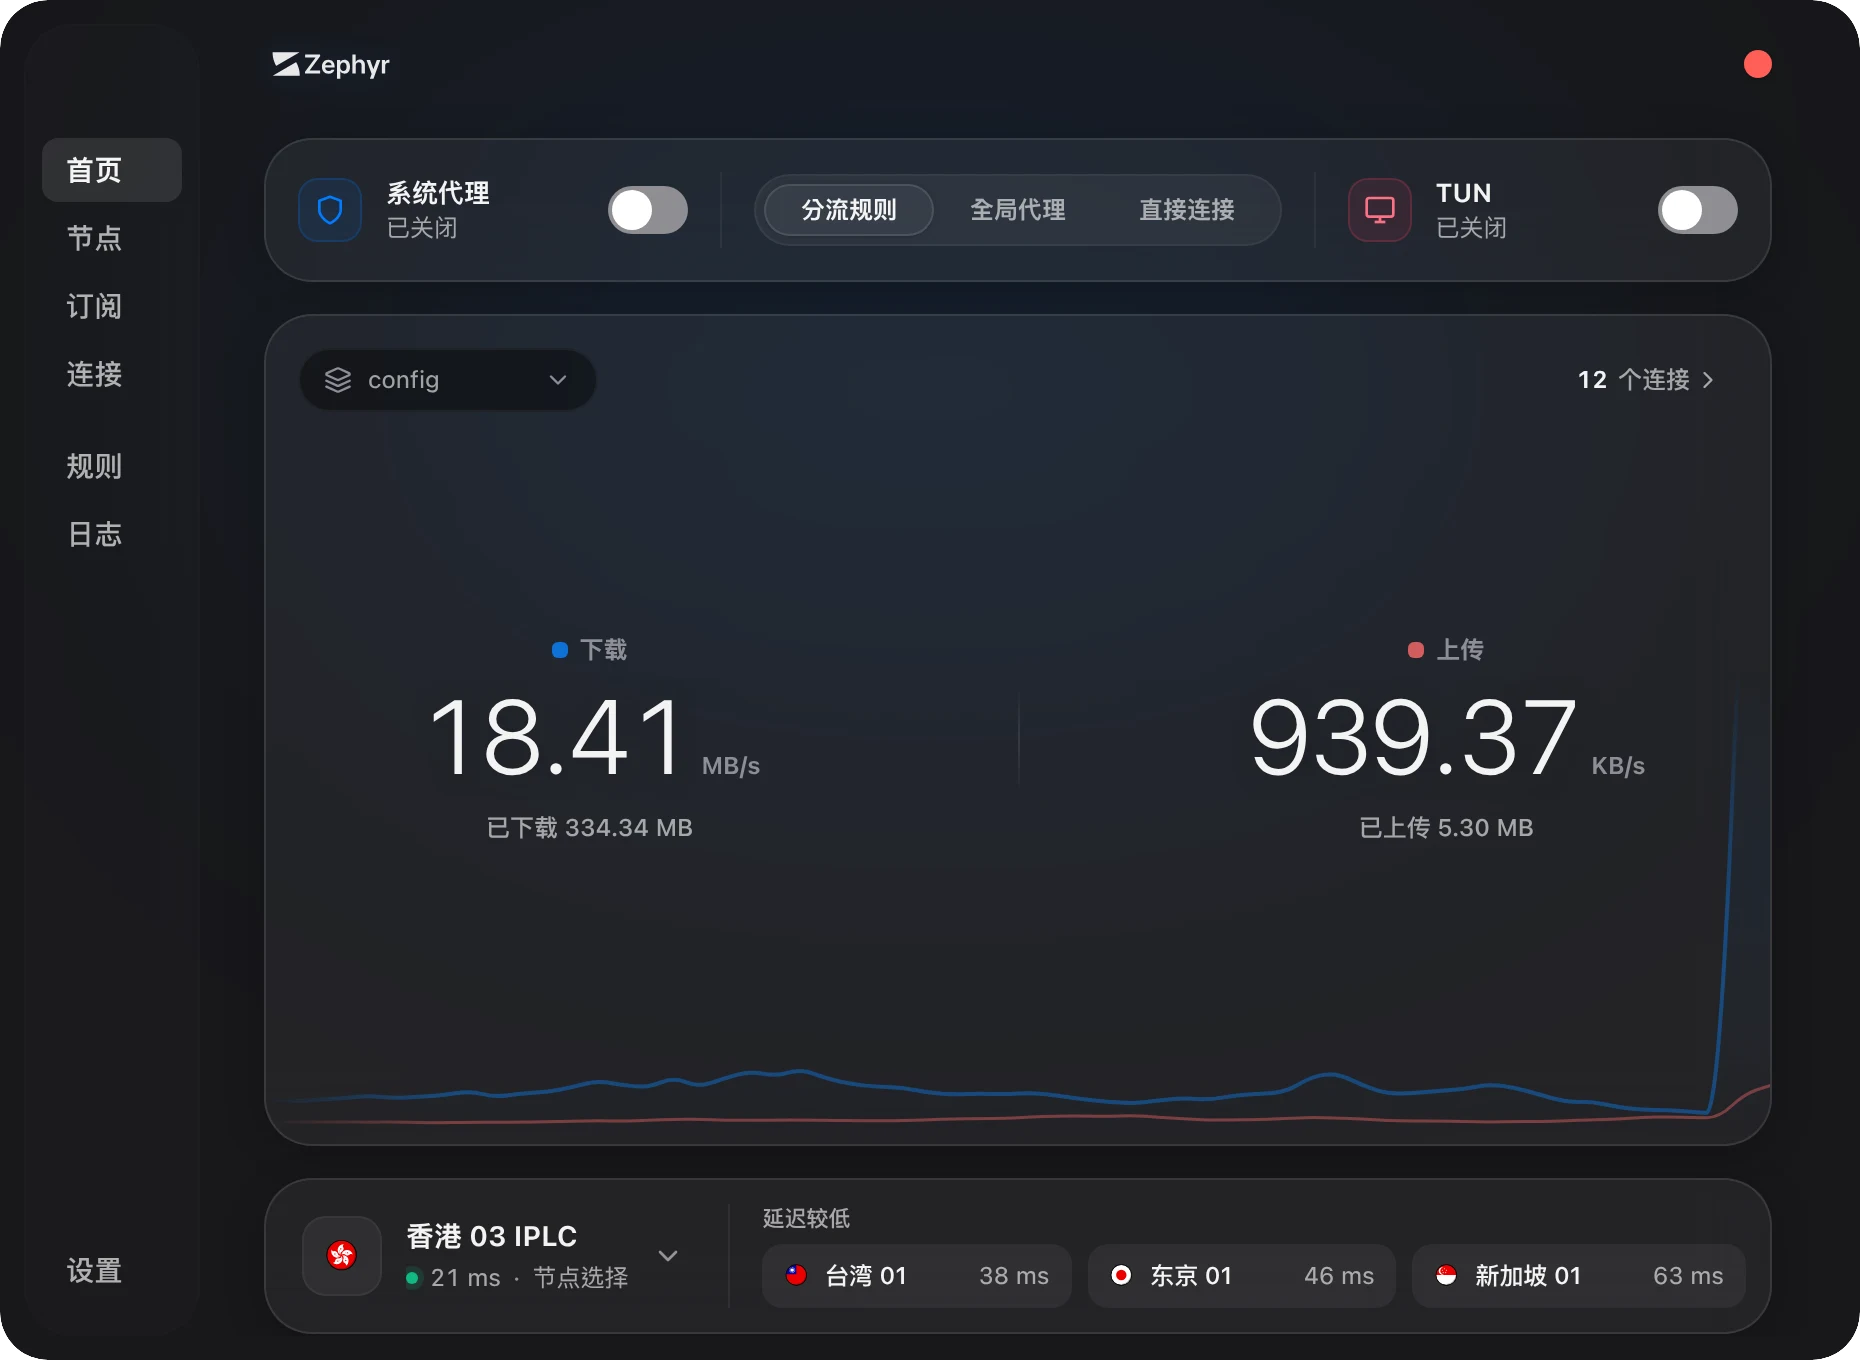 Zephyr
首页
节点
订阅
连接
规则
日志
设置
系统代理
已关闭
分流规则 全局代理 直接连接
TUN
已关闭
config
12 个连接
下载
18.41 MB/s
已下载 334.34 MB
上传
939.37 KB/s
已上传 5.30 MB
香港 03 IPLC
21 ms · 节点选择
延迟较低
台湾 01 38 ms
东京 01 46 ms
新加坡 01 63 ms